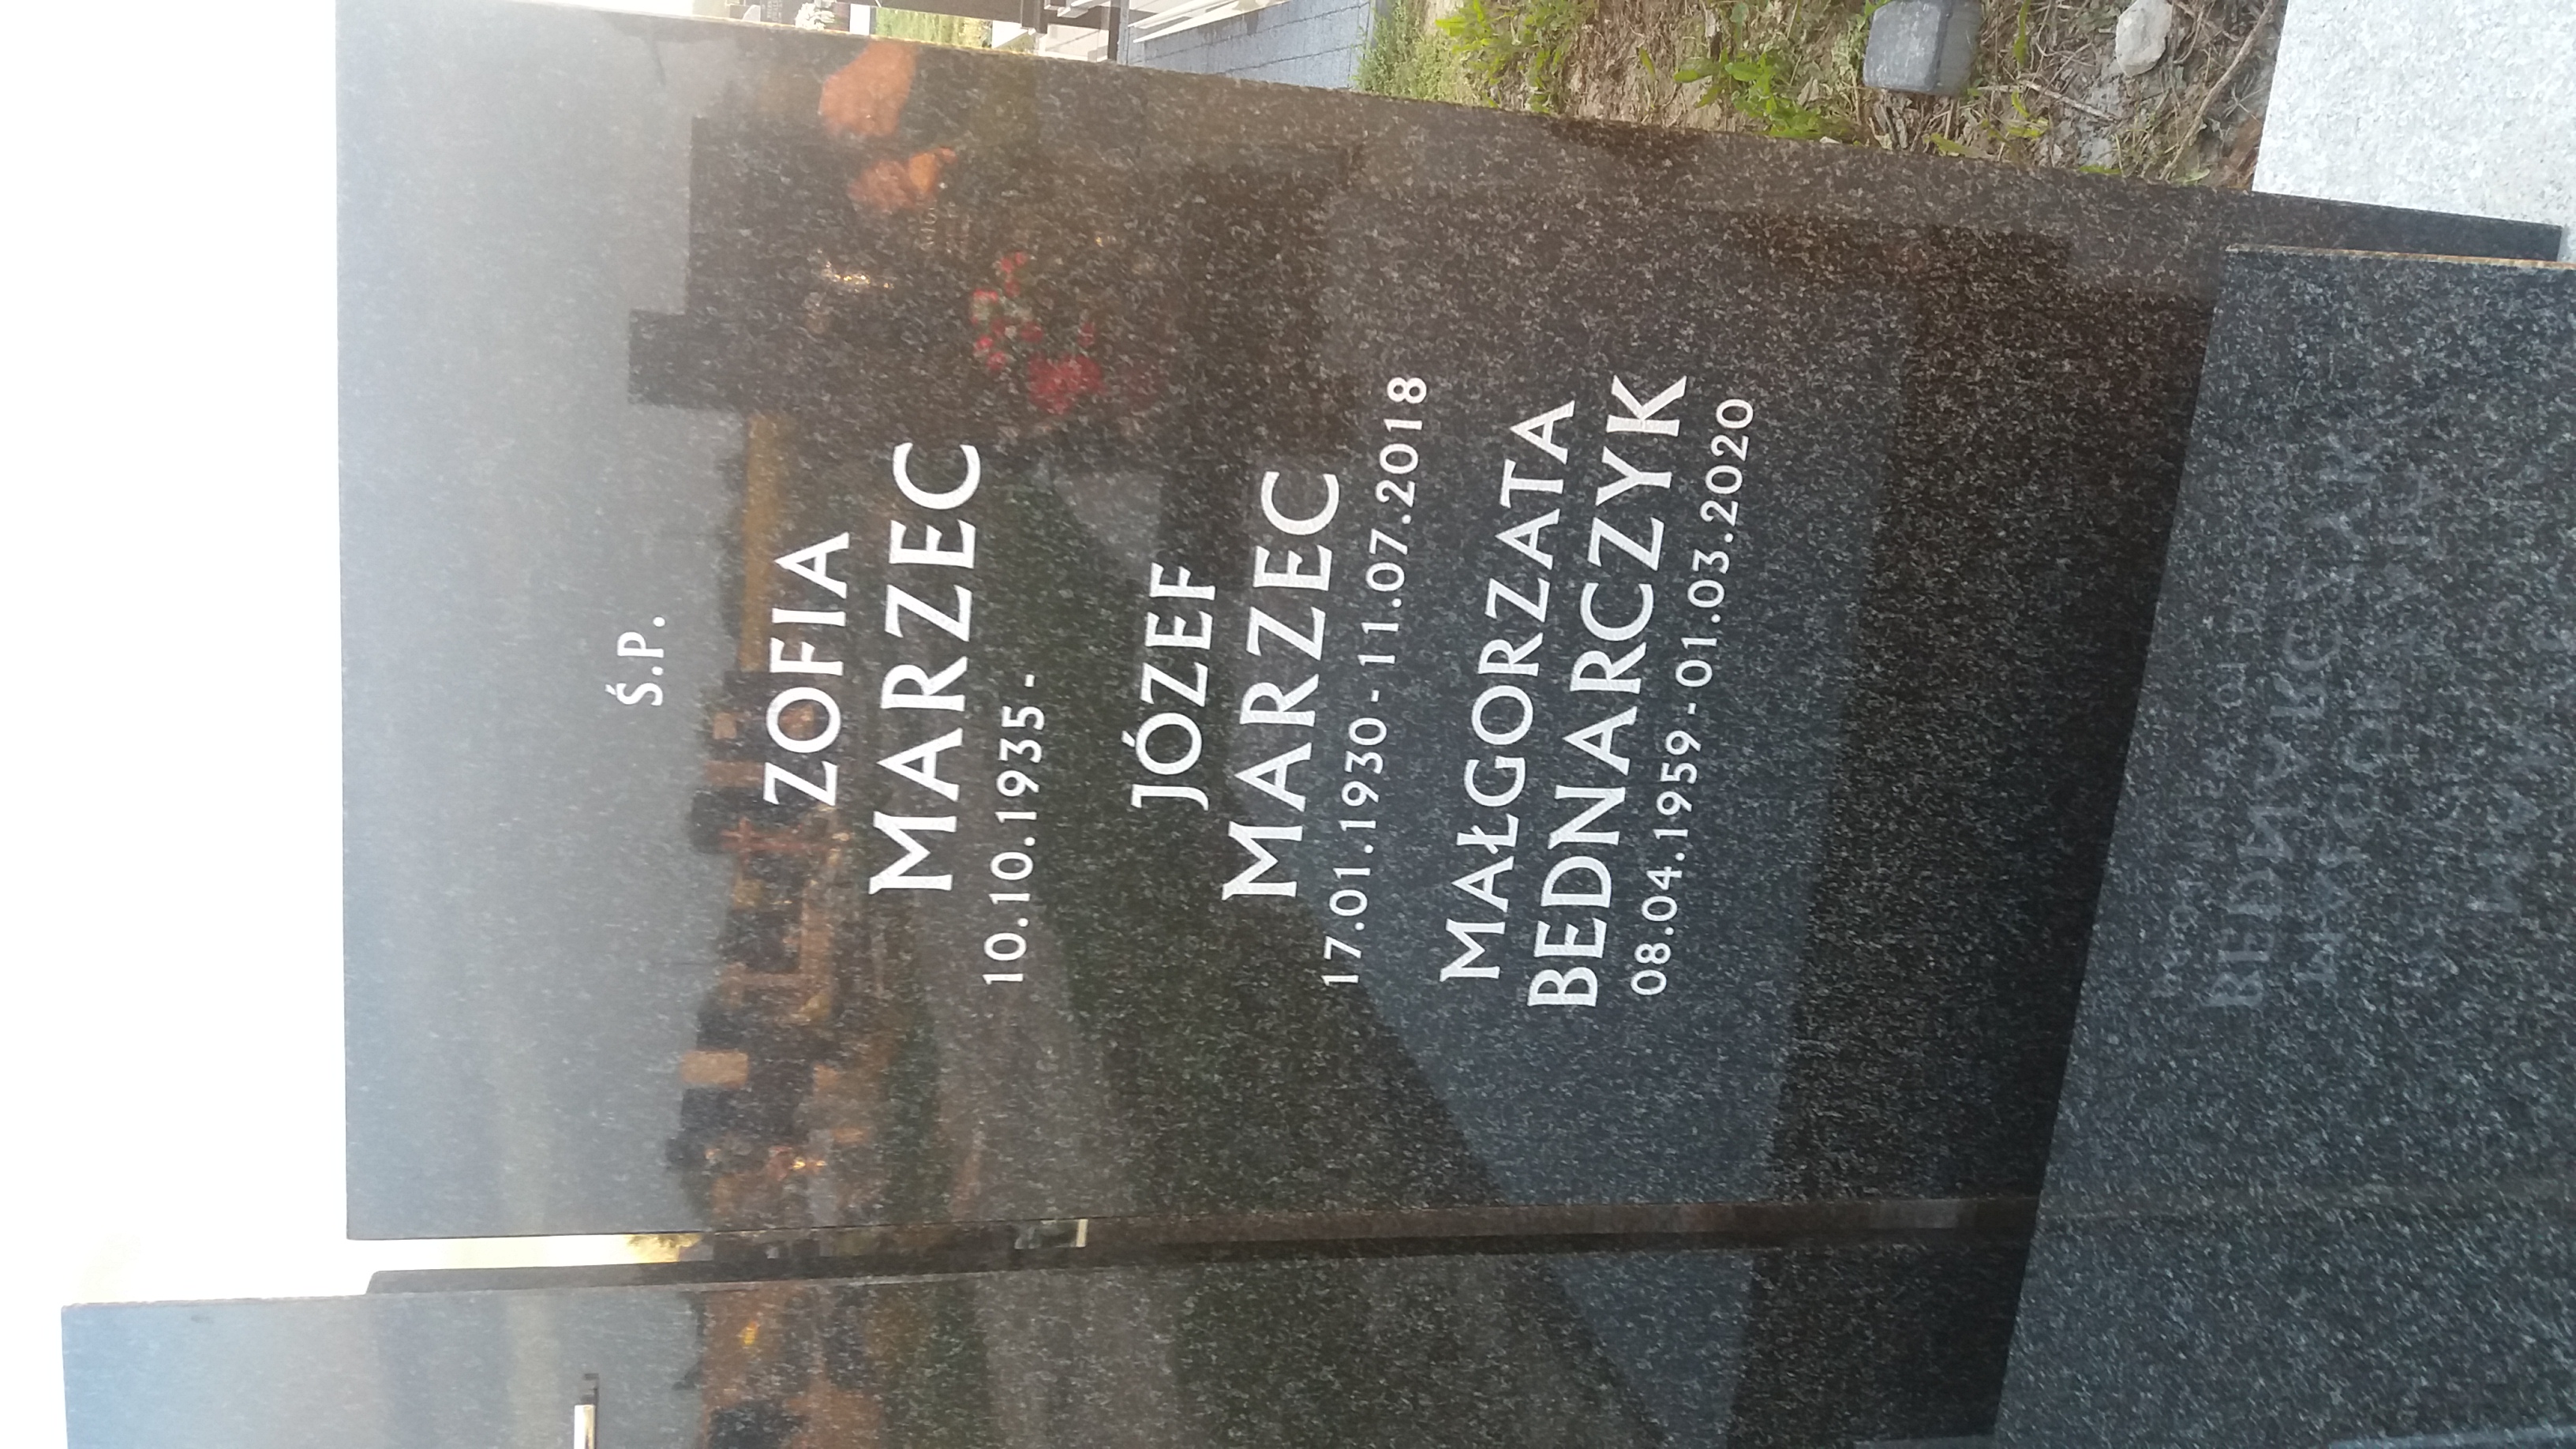 Ś.P.
ZOFIA
MARZEC
10.10.1935 -
JÓZEF
MARZEC
17.01.1930 - 11.07.2018
MAŁGORZATA
BEDNARCZYK
08.04.1959 - 01.03.2020